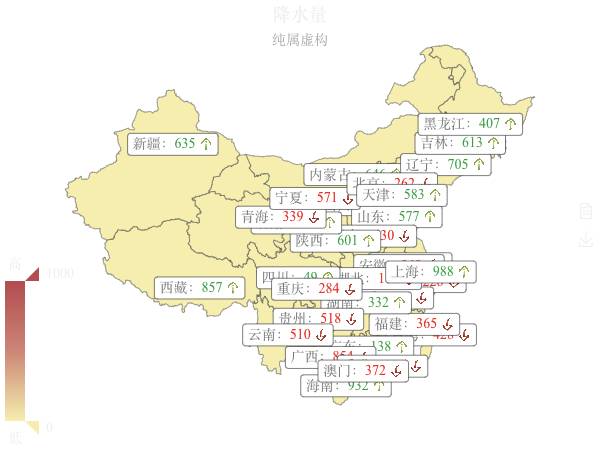 降水量
纯属虚构
黑龙江： 407
新疆： 635
吉林： 613
辽宁： 705
内蒙古： 646
北京： 262
宁夏： 571
天津： 583
青海： 339
山东： 577
陕西： 601
30
安徽
高
1000
四川： 49
上海： 988
西藏： 857
重庆： 284
湖南： 332
贵州： 518
福建： 365
云南： 510
广东： 138
广西： 854
澳门： 372
海南： 932
0
低